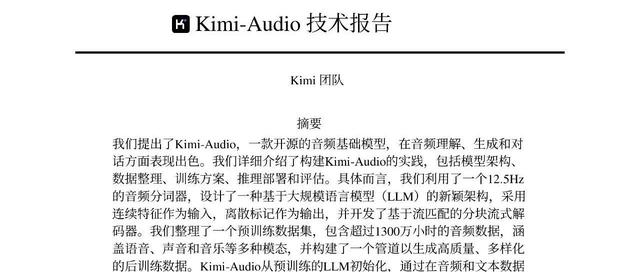 Kimi-Audio 技术报告
Kimi 团队
摘要
我们提出了Kimi-Audio，一款开源的音频基础模型，在音频理解、生成和对
话方面表现出色。我们详细介绍了构建Kimi-Audio的实践，包括模型架构、
数据整理、训练方案、推理部署和评估。具体而言，我们利用了一个12.5Hz
的音频分词器，设计了一种基于大规模语言模型（LLM）的新颖架构，采用
连续特征作为输入，离散标记作为输出，并开发了基于流匹配的分块流式解
码器。我们整理了一个预训练数据集，包含超过1300万小时的音频数据，涵
盖语音、声音和音乐等多种模态，并构建了一个管道以生成高质量、多样化
的后训练数据。Kimi-Audio从预训练的LLM初始化，通过在音频和文本数据